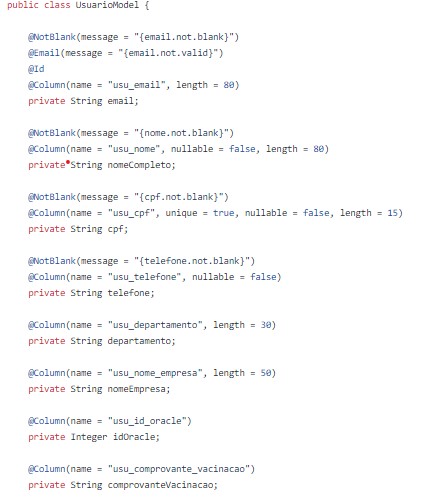 public class UsuarioModel {
@NotBlank(message = "{email.not.blank}")
@Email(message = "{email.not.valid}")
@Id
@Column(name = "usu_email", length = 80)
private String email;
@NotBlank(message = "{nome.not.blank}")
@Column(name = "usu_nome", nullable = false, length = 80)
private String nomeCompleto;
@NotBlank(message = "{cpf.not.blank}")
@Column(name = "usu_cpf", unique = true, nullable = false, length = 15)
private String cpf;
@NotBlank(message = "{telefone.not.blank}")
@Column(name = "usu_telefone", nullable = false)
private String telefone;
@Column(name = "usu_departamento", length = 30)
private String departamento;
@Column(name = "usu_nome_empresa", length = 50)
private String nomeEmpresa;
@Column(name = "usu_id_oracle")
private Integer idOracle;
@Column(name = "usu_comprovante_vacinacao")
private String comprovanteVacinacao;